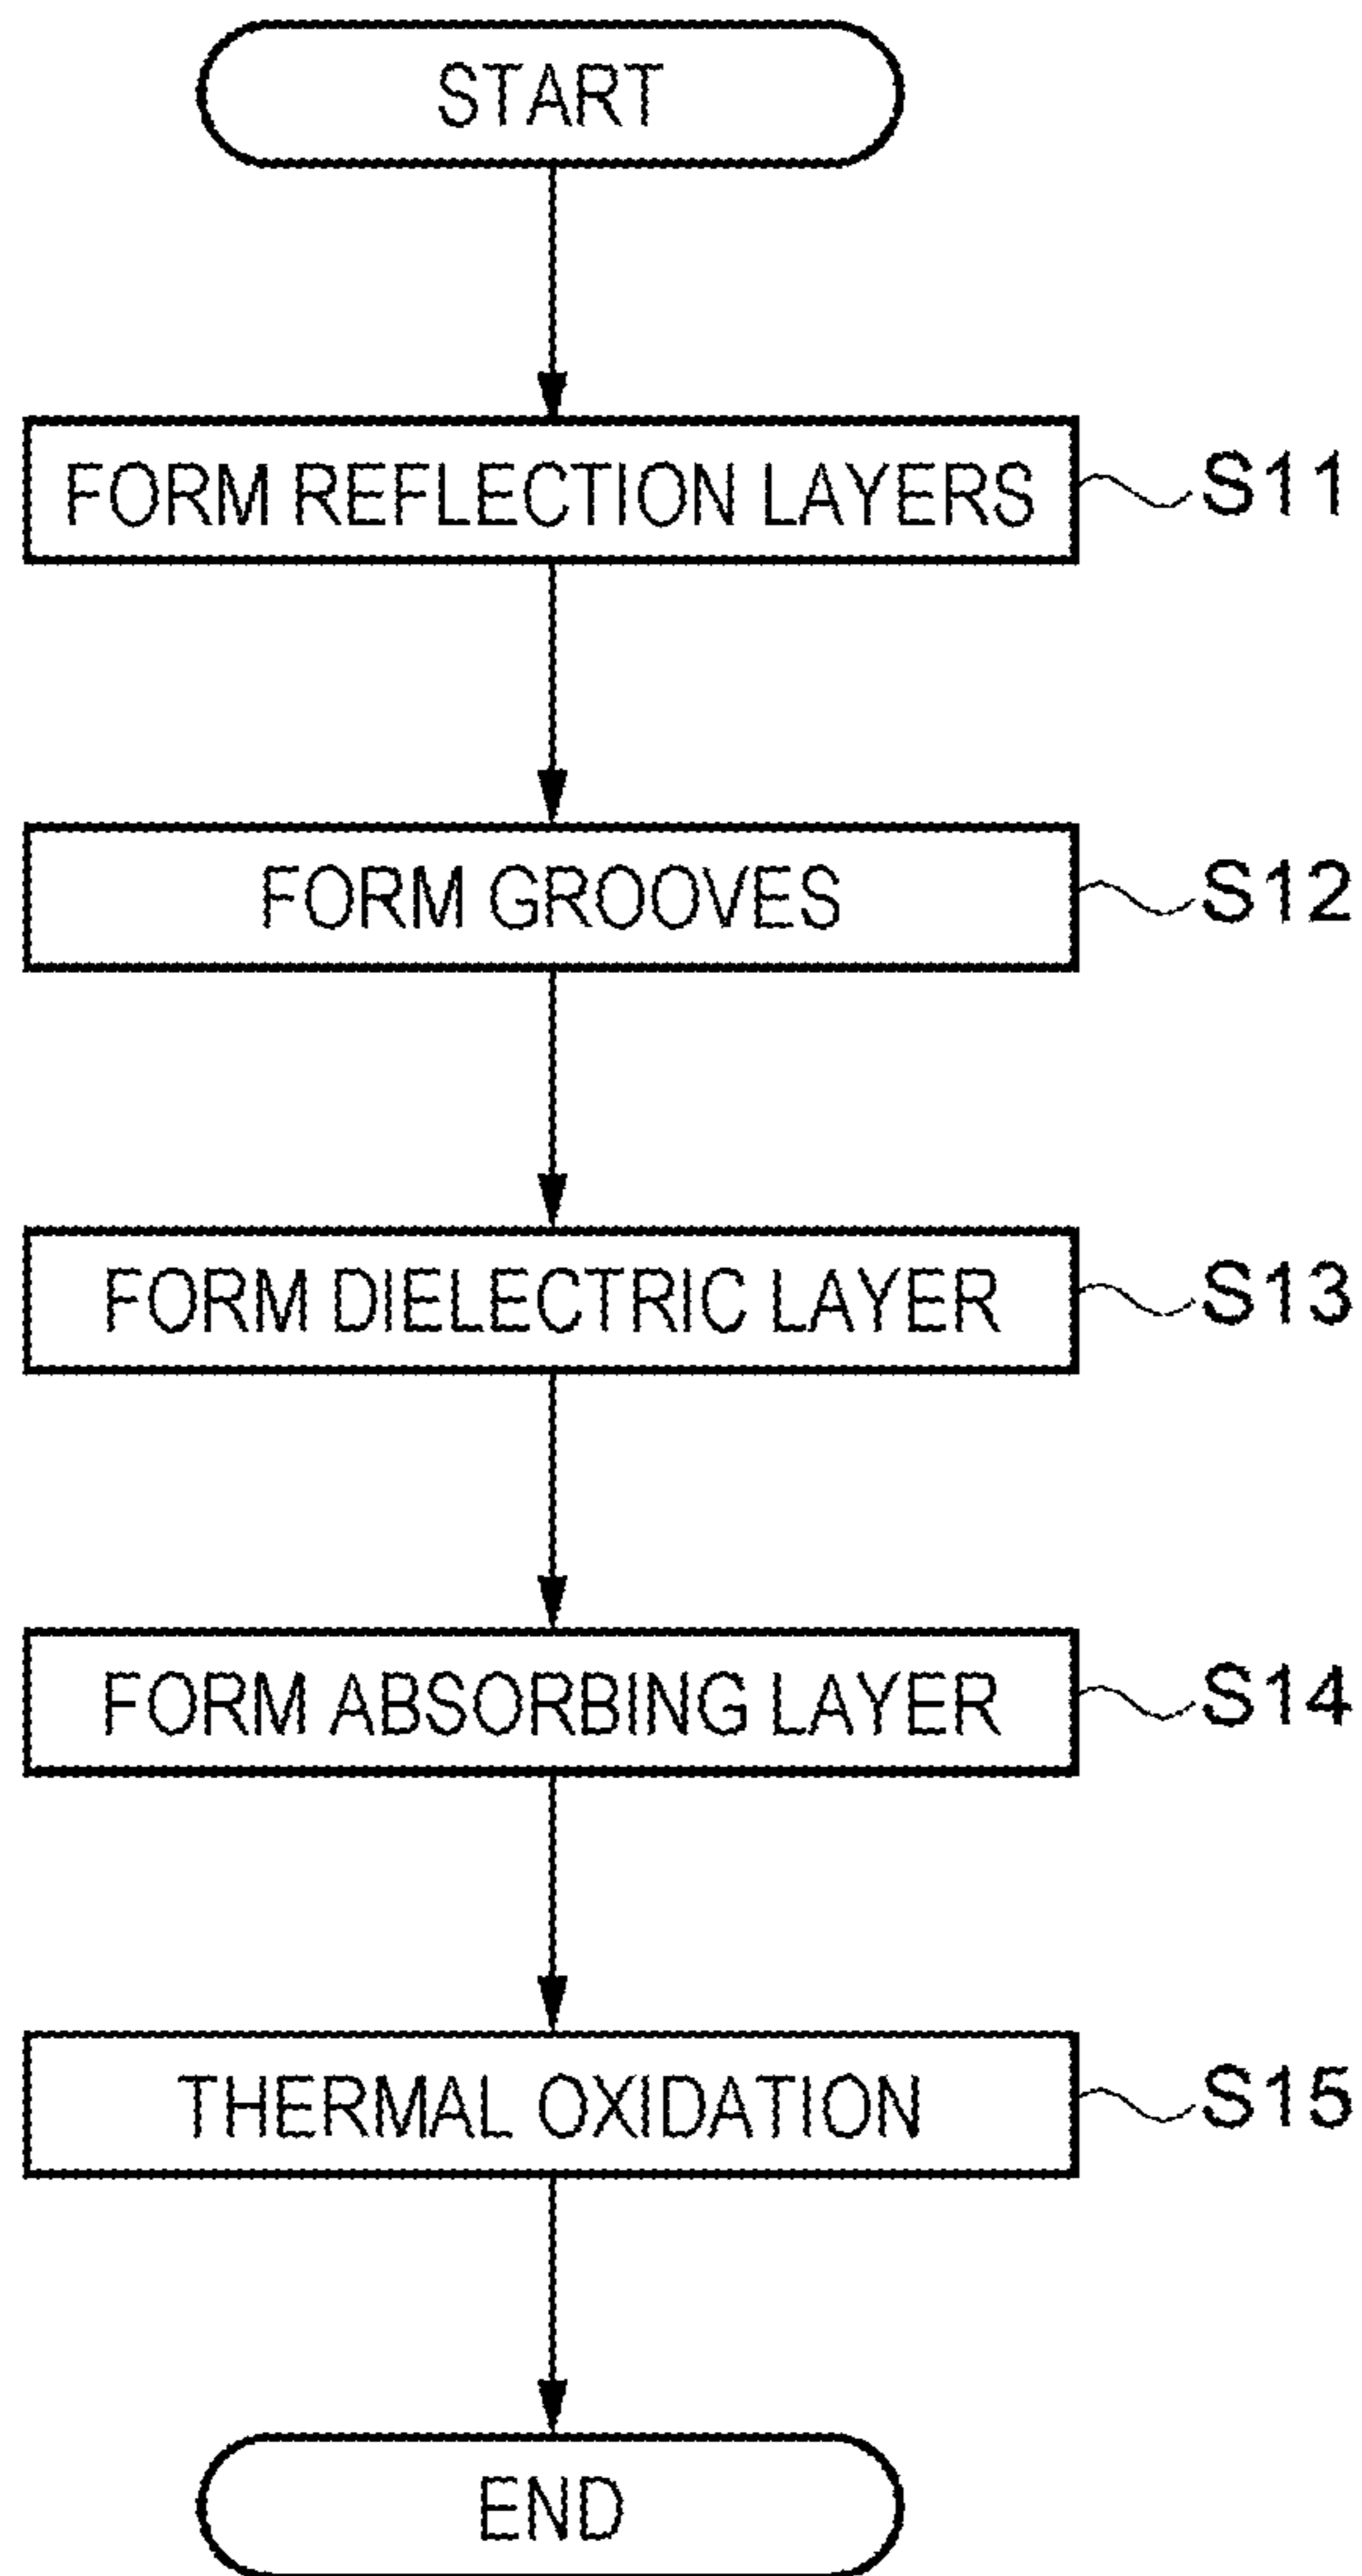 START
FORM REFLECTION LAYERS S11
FORM GROOVES S12
FORM DIELECTRIC LAYER S13
FORM ABSORBING LAYER S14
THERMAL OXIDATION S15
END